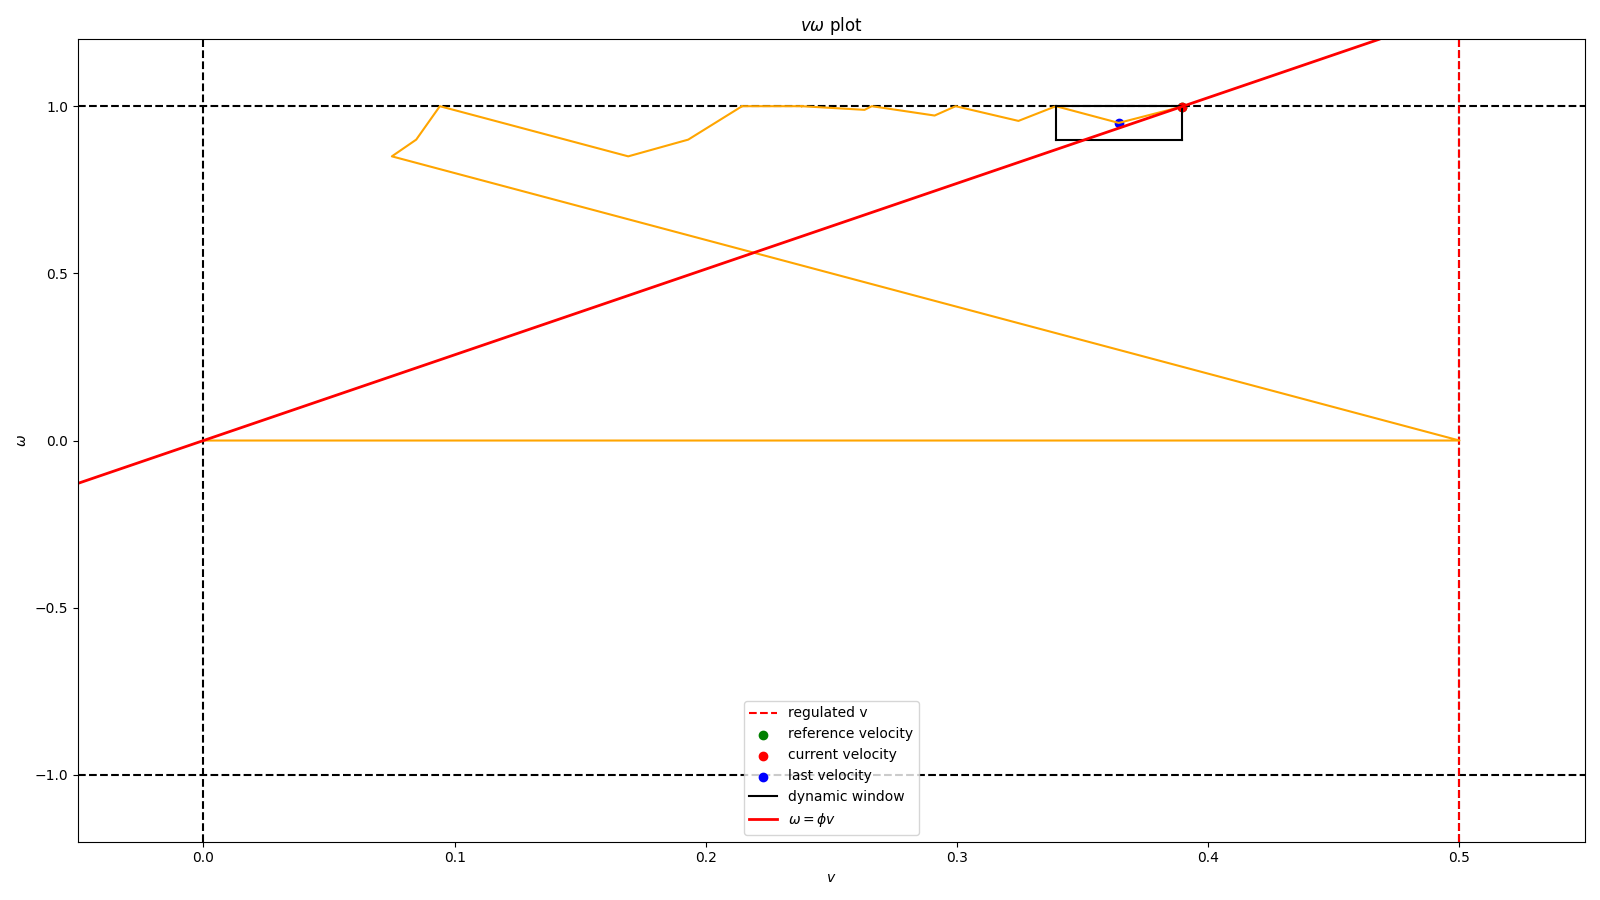 vω plot
1.0
0.5
0.0
−0.5
−1.0
ω
0.0 0.1 0.2 0.3 0.4 0.5
v
regulated v
reference velocity
current velocity
last velocity
dynamic window
ω = ϕv